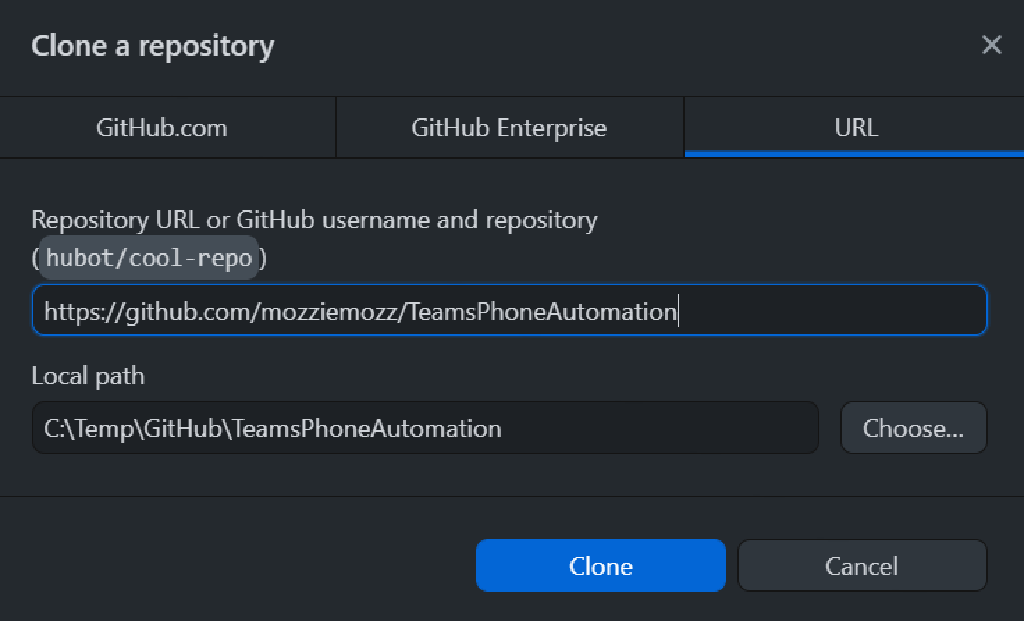 Clone a repository
GitHub.com
GitHub Enterprise
URL
Repository URL or GitHub username and repository
(hubot/cool-repo)
https://github.com/mozziemozz/TeamsPhoneAutomation
Local path
C:\Temp\GitHub\TeamsPhoneAutomation
Choose...
Clone
Cancel